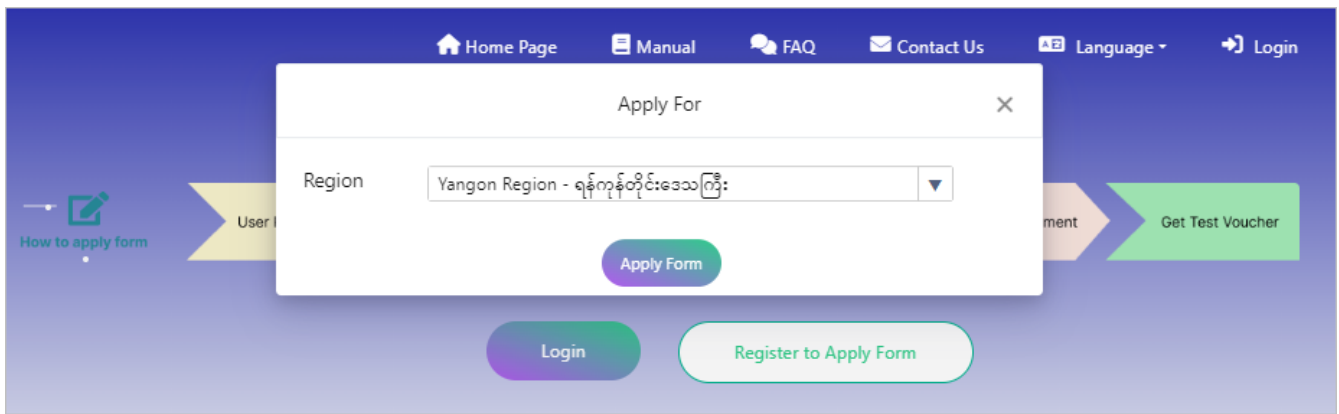 Home Page Manual FAQ Contact Us Language Login
Apply For
Region Yangon Region - ရန်ကုန်တိုင်းဒေသကြီး
How to apply form
User
Get Test Voucher
Apply Form
Login Register to Apply Form